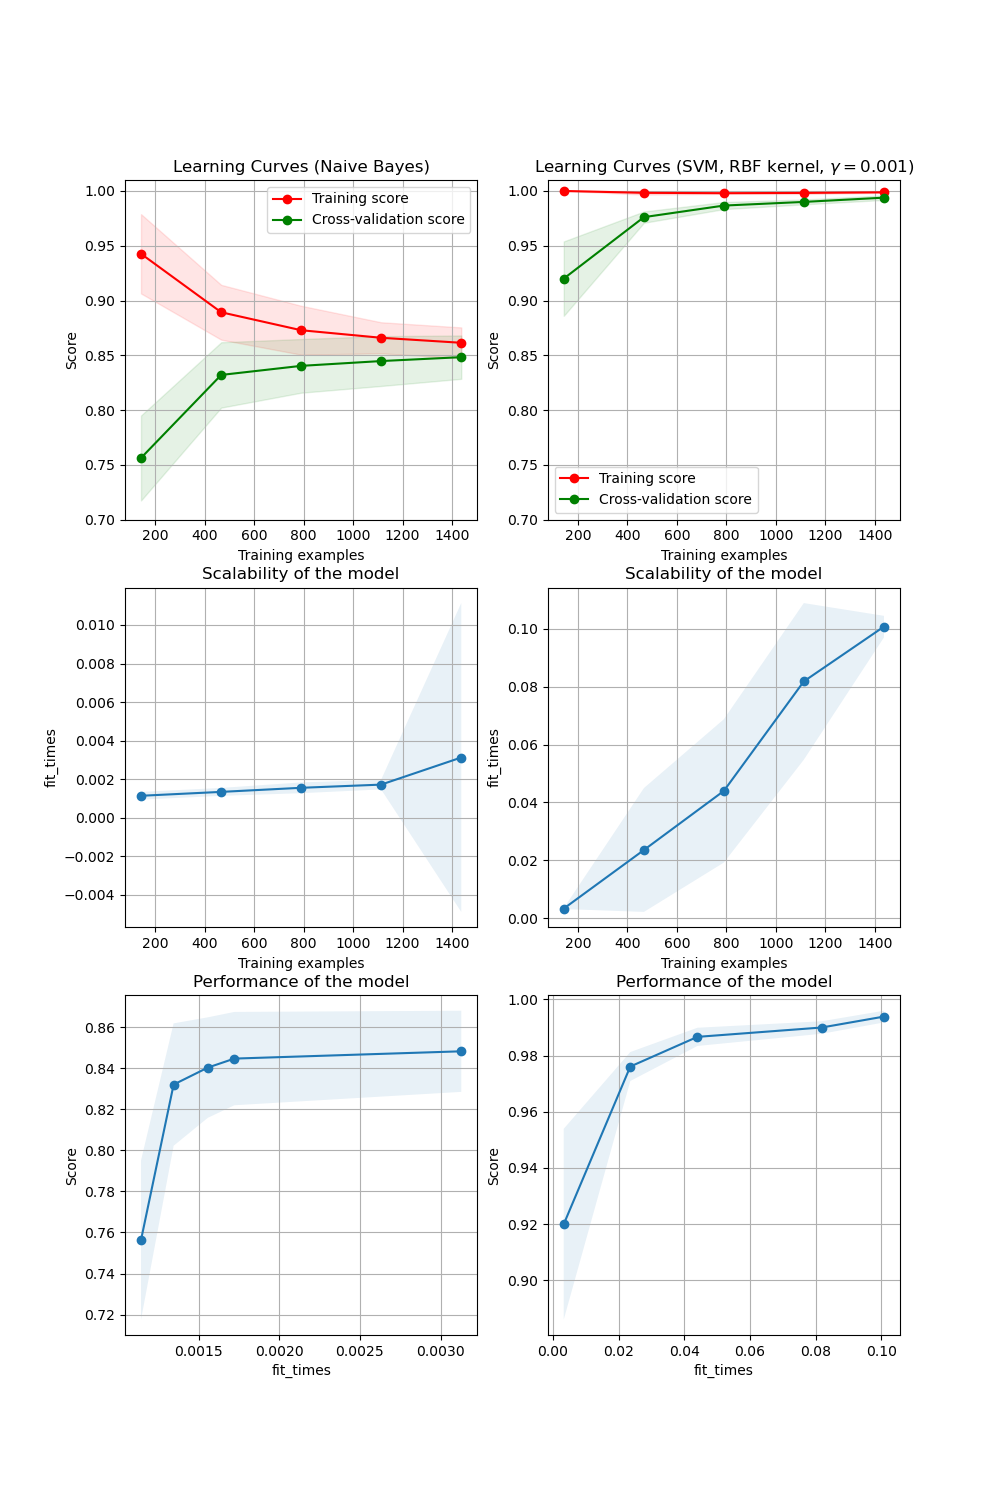 Learning Curves (Naive Bayes)
1.00
0.95
0.90
0.85
0.80
0.75
0.70
Score
Training score
Cross-validation score
200 400 600 800 1000 1200 1400
Training examples
Learning Curves (SVM, RBF kernel, γ = 0.001)
1.00
0.95
0.90
0.85
0.80
0.75
0.70
Score
Training score
Cross-validation score
200 400 600 800 1000 1200 1400
Training examples
Scalability of the model
0.010
0.008
0.006
0.004
0.002
0.000
−0.002
−0.004
fit_times
200 400 600 800 1000 1200 1400
Training examples
Scalability of the model
0.10
0.08
0.06
0.04
0.02
0.00
fit_times
200 400 600 800 1000 1200 1400
Training examples
Performance of the model
0.86
0.84
0.82
0.80
0.78
0.76
0.74
0.72
Score
0.0015 0.0020 0.0025 0.0030
fit_times
Performance of the model
1.00
0.98
0.96
0.94
0.92
0.90
Score
0.00 0.02 0.04 0.06 0.08 0.10
fit_times